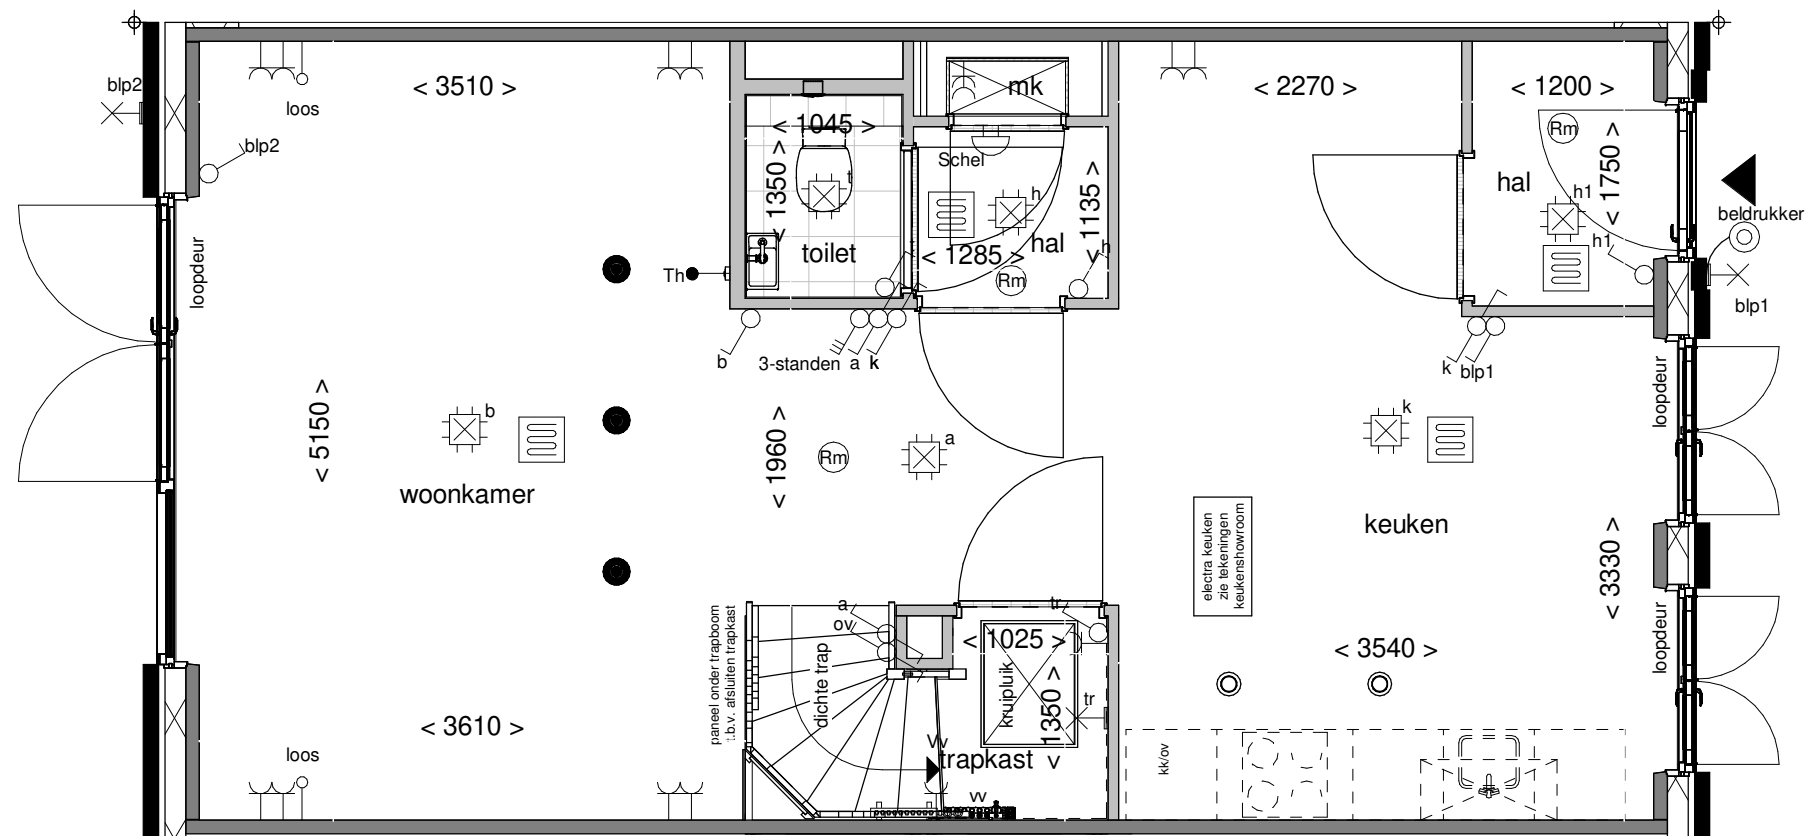 blp2
loos
< 3510 >
blp2
loopdeur
< 5150 >
b
woonkamer
< 3610 >
loos
Th
< 1045 >
< 1350 >
t
toilet
t
b
3-standen
a
k
mk
Schel
h
< 1285 >
hal
< 1135 >
h
Rm
< 1960 >
Rm
a
< 2270 >
< 1200 >
Rm
hal
< 1750 >
h1
h1
beldrukker
blp1
k
blp1
loopdeur
k
keuken
electra keuken
zie tekeningen
keukenshowroom
< 3330 >
loopdeur
< 3540 >
paneel onder trapboom
t.b.v. afsluiten trapkast
a
ov
dichte trap
tr
< 1025 >
kruipluik
< 1350 >
tr
vv
trapkast
vv
kk/ov